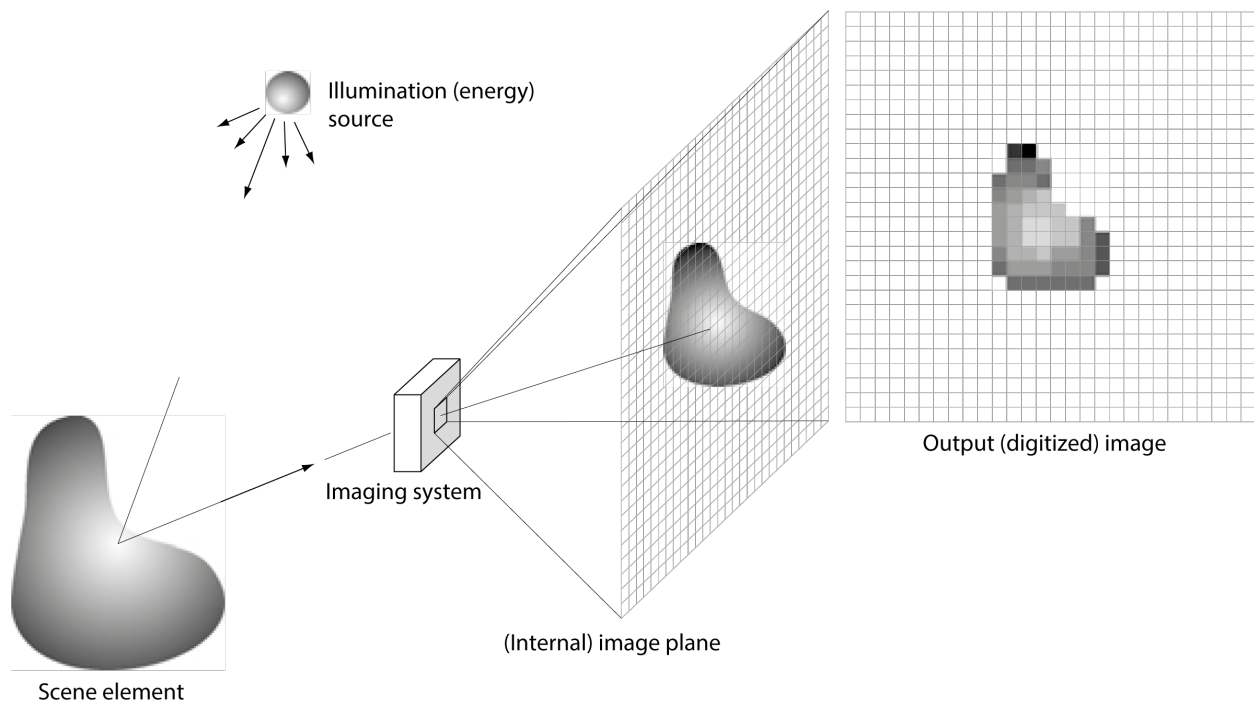 Illumination (energy)
source
Output (digitized) image
Imaging system
(Internal) image plane
Scene element